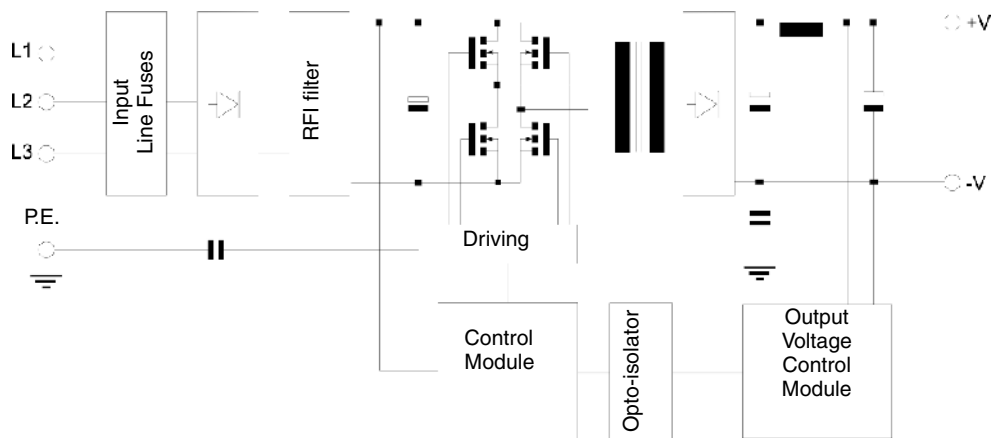 L1
L2
L3
P.E.
Input
Line Fuses
RFI filter
+V
-V
Driving
Control
Module
Opto-isolator
Output
Voltage
Control
Module